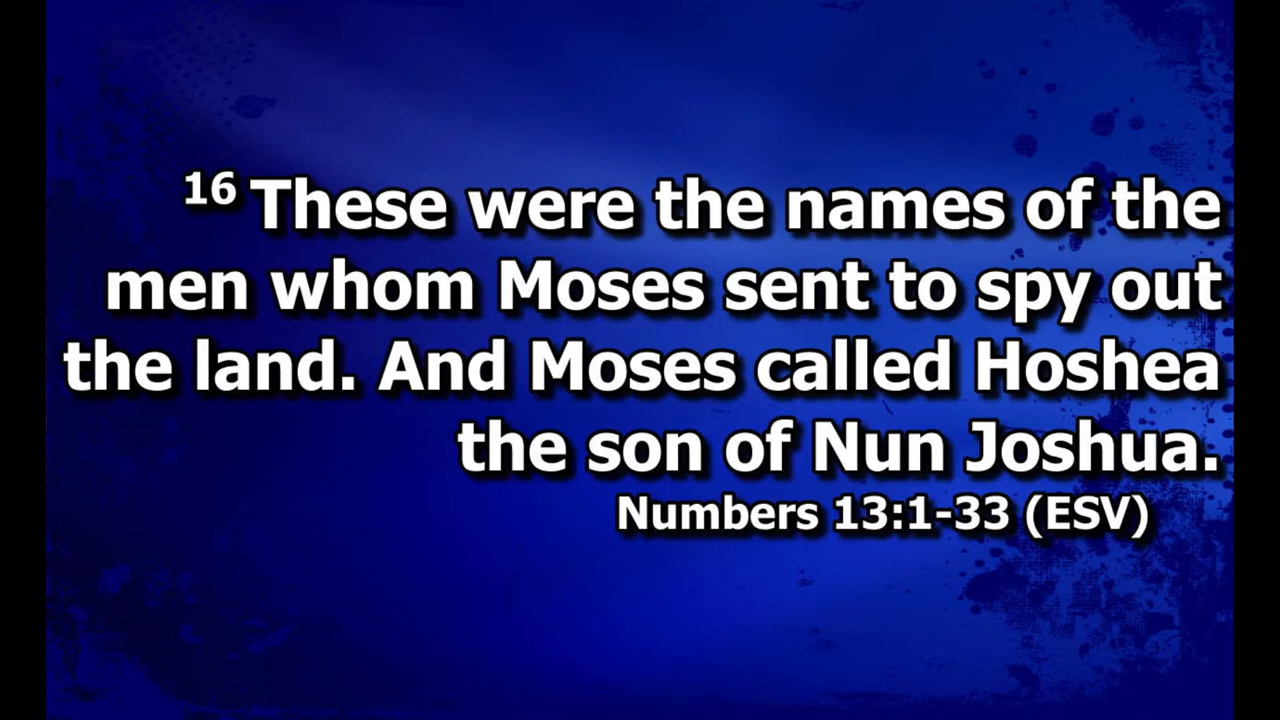 16 These were the names of the
men whom Moses sent to spy out
the land. And Moses called Hoshea
the son of Nun Joshua.
Numbers 13:1-33 (ESV)